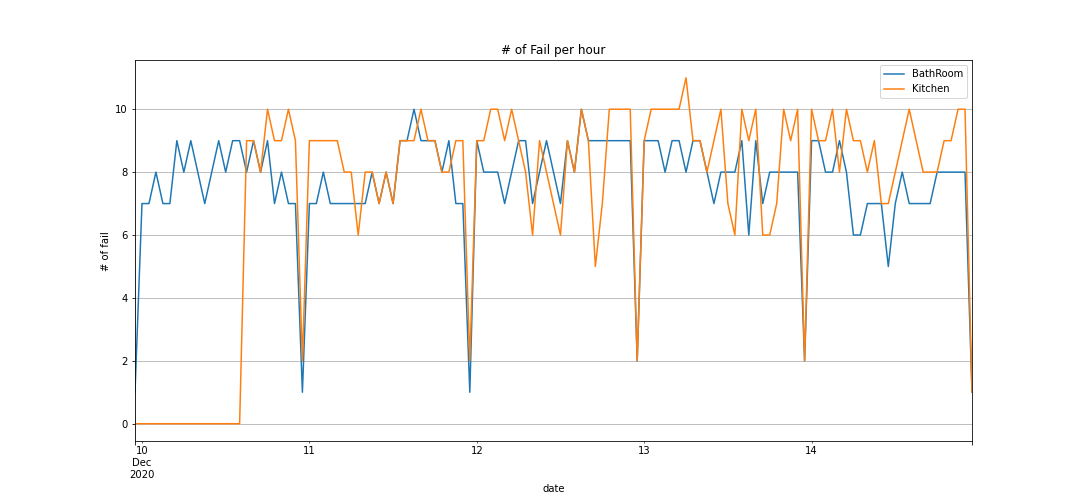 # of Fail per hour
BathRoom
Kitchen
10
8
6
4
2
0
# of fail
10 11 12 13 14
Dec
2020
date